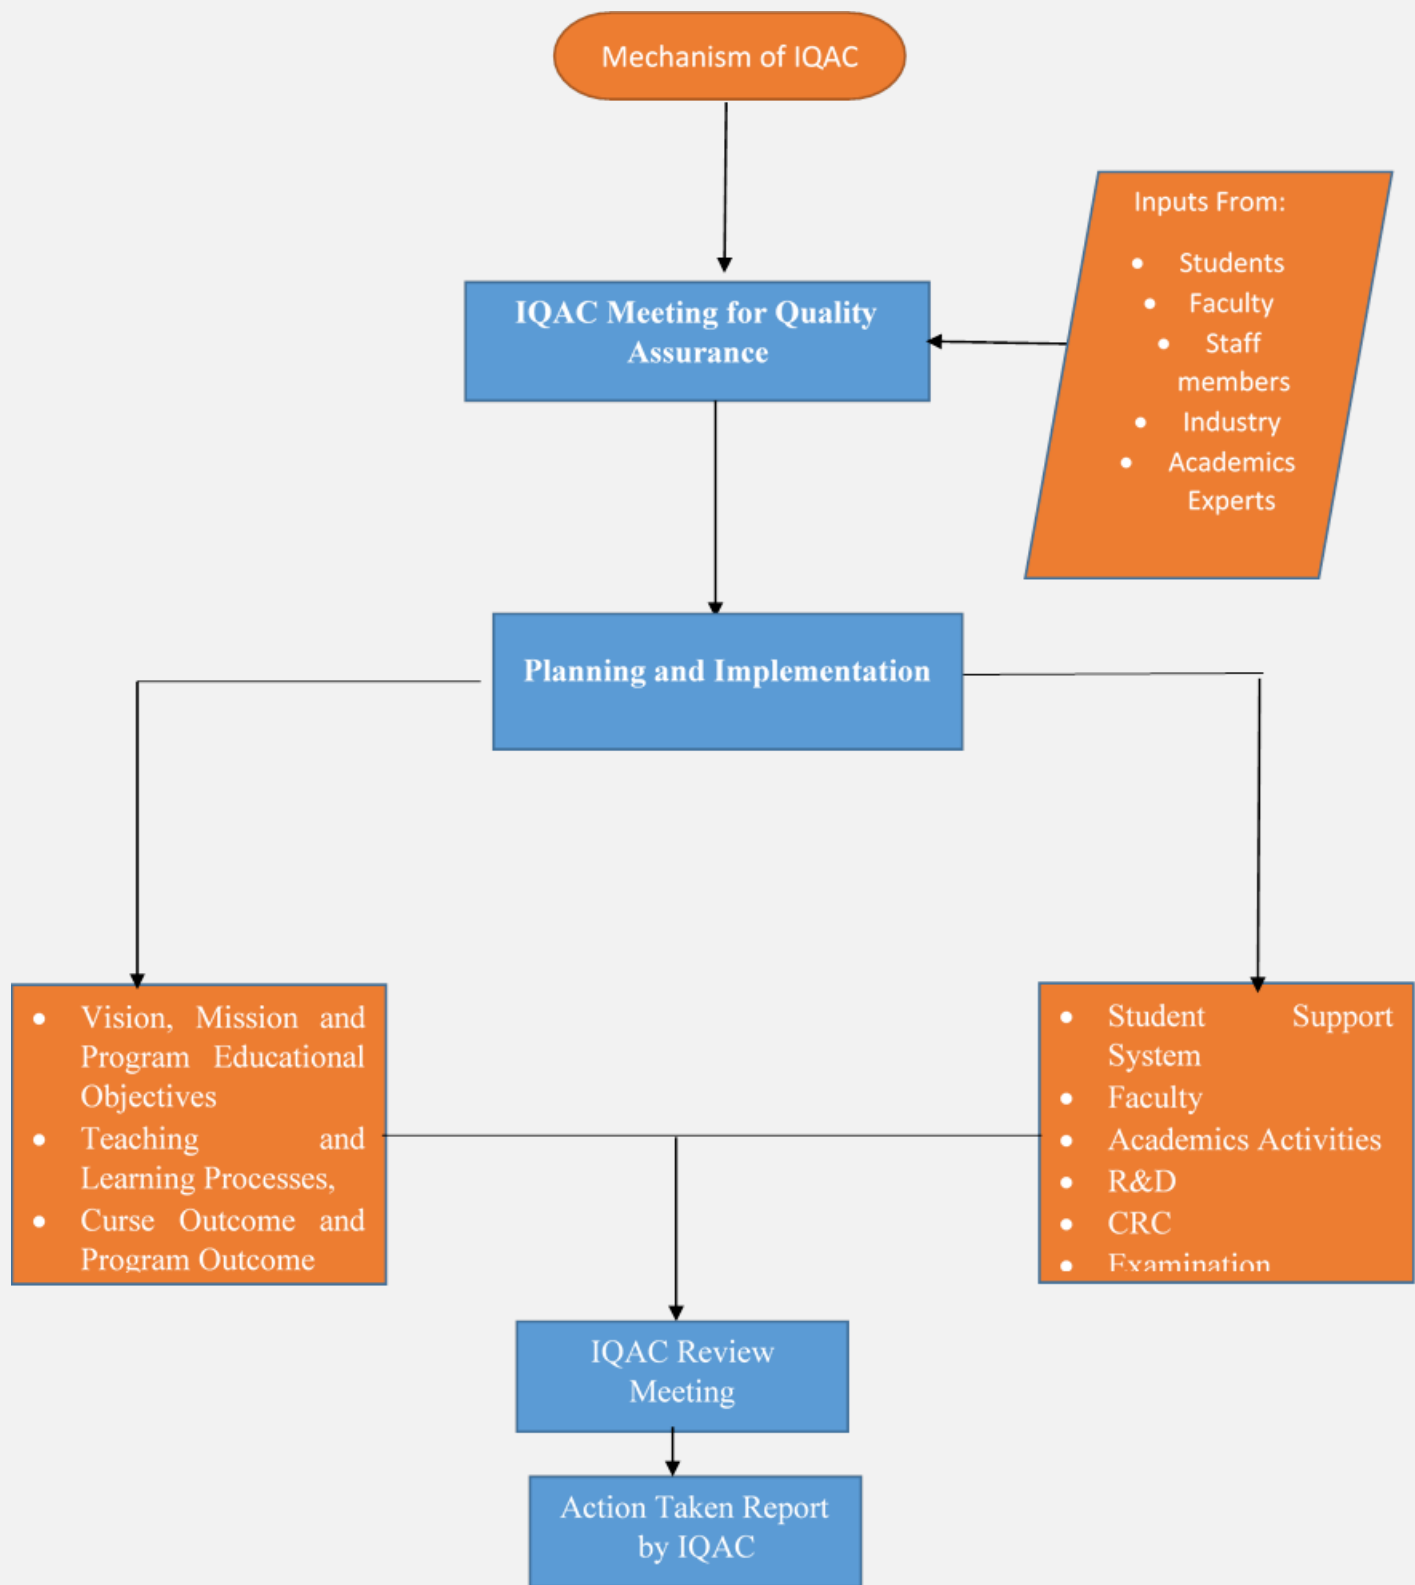 Mechanism of IQAC
Inputs From:
• Students
• Faculty
• Staff
members
• Industry
• Academics
Experts
IQAC Meeting for Quality
Assurance
Planning and Implementation
• Vision, Mission and
Program Educational
Objectives
• Teaching and
Learning Processes,
• Curse Outcome and
Program Outcome
• Student Support
System
• Faculty
• Academics Activities
• R&D
• CRC
• Examination
IQAC Review
Meeting
Action Taken Report
by IQAC